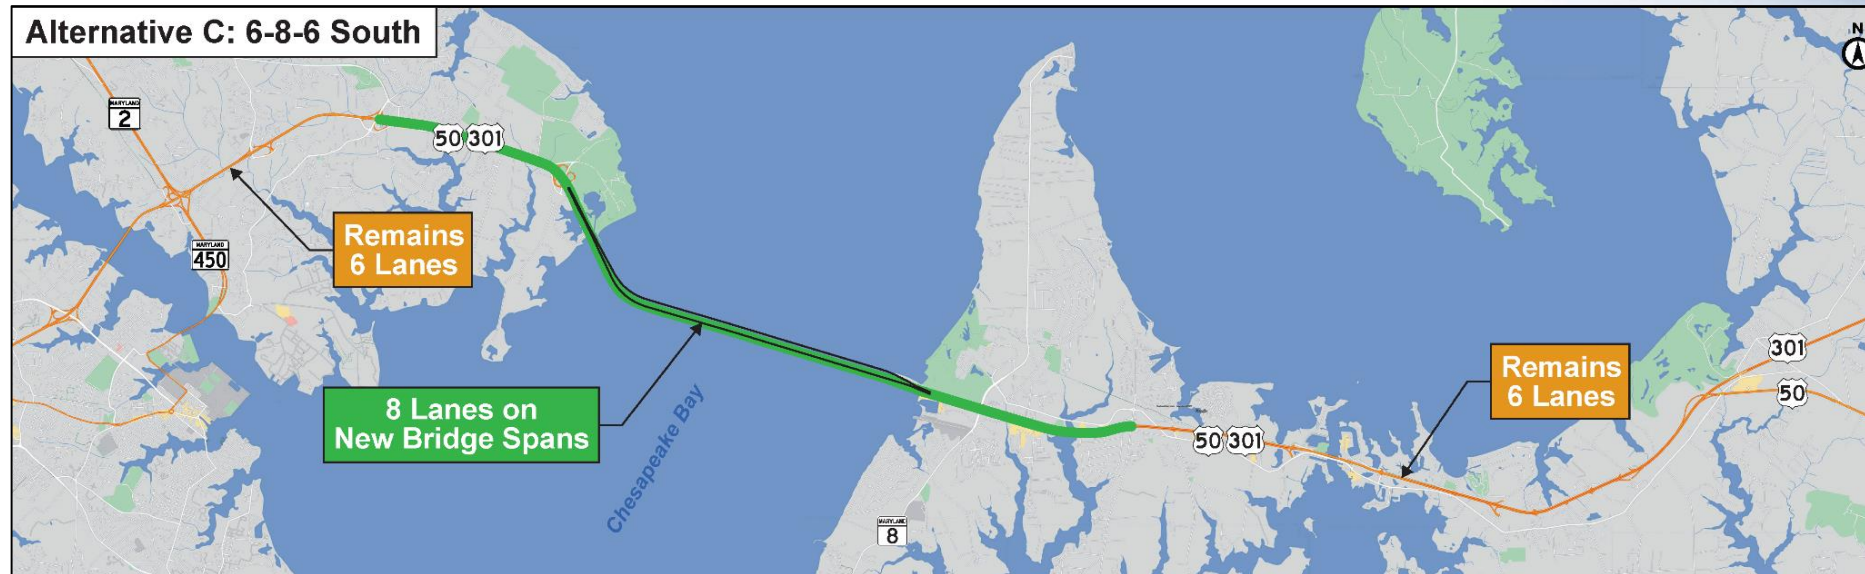 Alternative C: 6-8-6 South
N
MARYLAND
2
50 301
MARYLAND
450
Remains
6 Lanes
8 Lanes on
New Bridge Spans
Chesapeake Bay
MARYLAND
8
50 301
Remains
6 Lanes
301
50